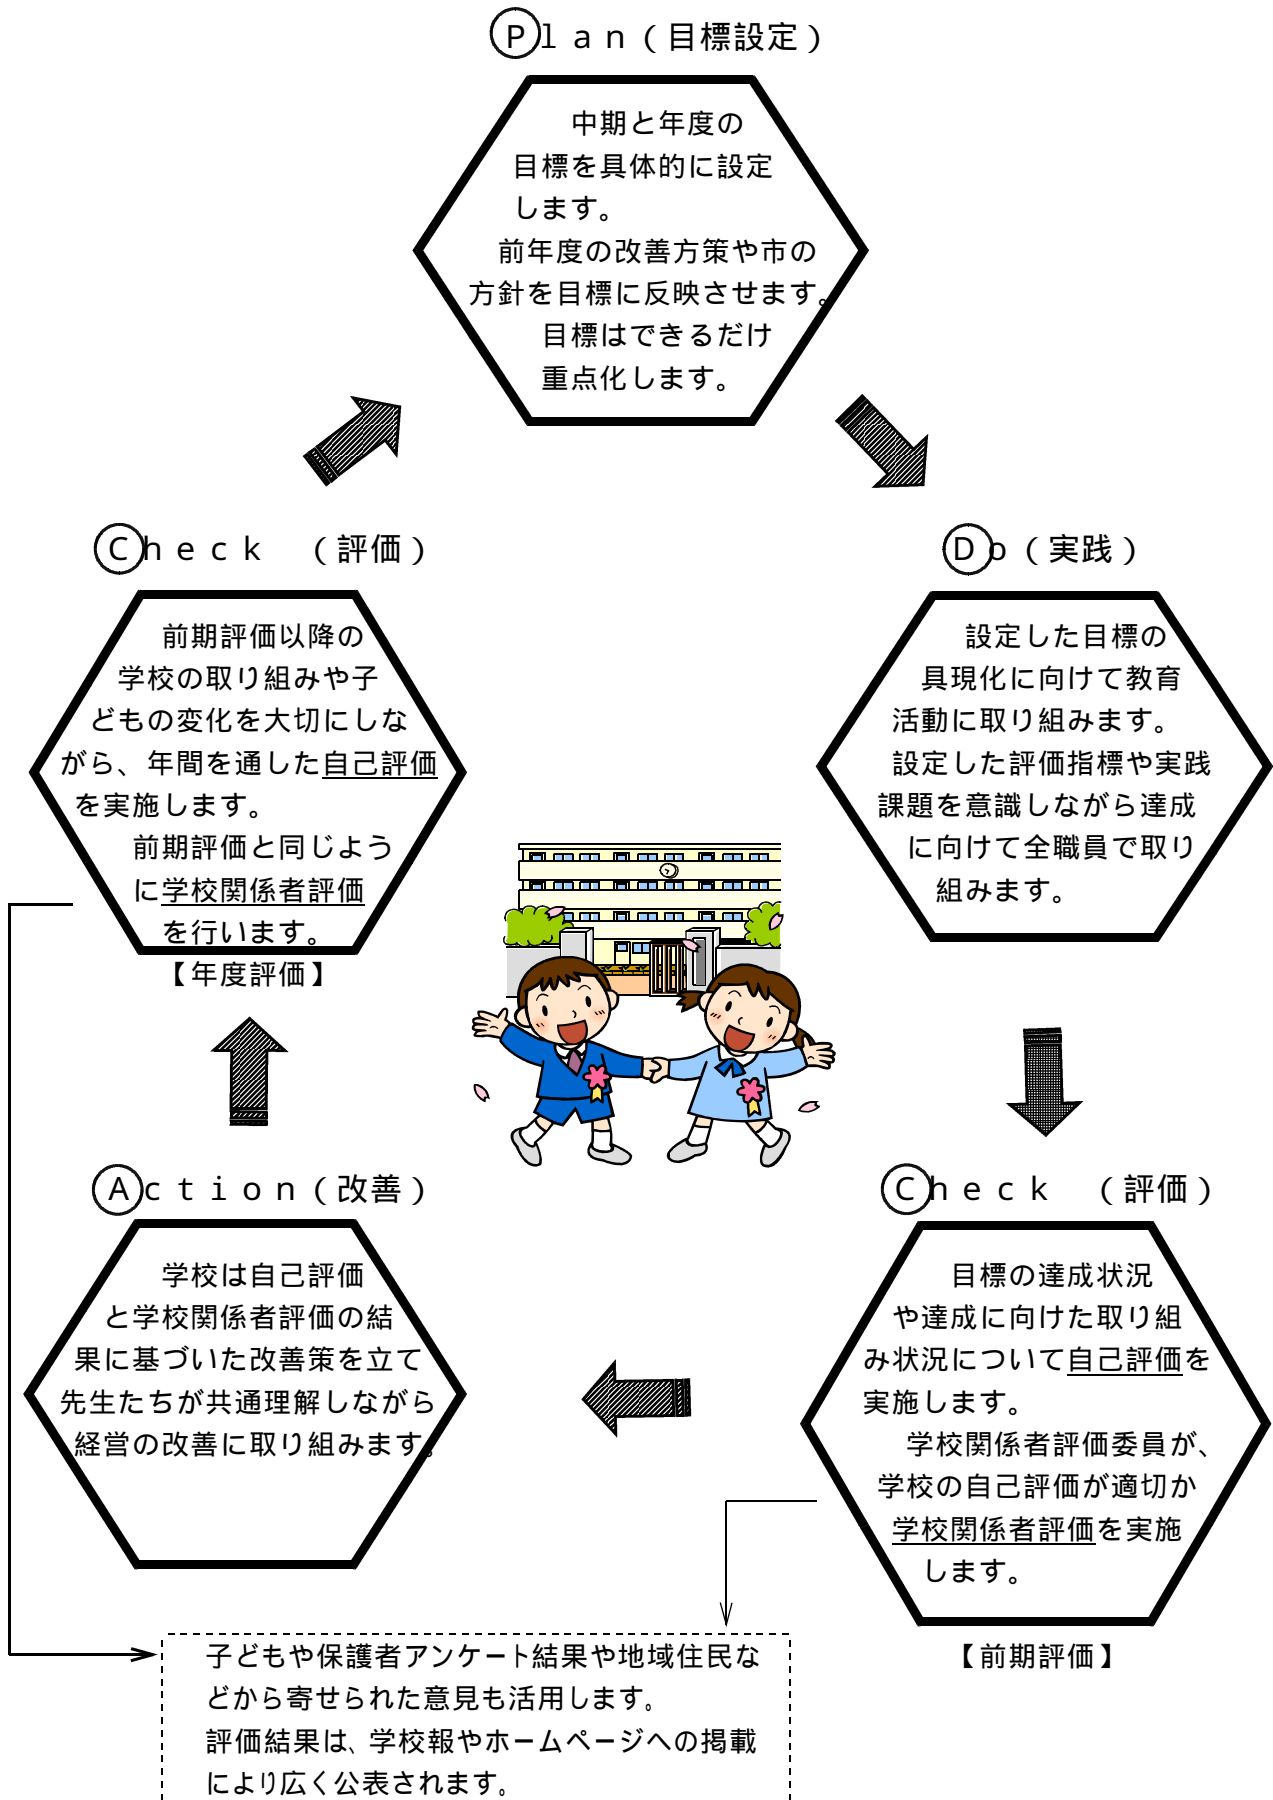 Plan（目標設定）
中期と年度の
目標を具体的に設定
します。
前年度の改善方策や市の
方針を目標に反映させます。
目標はできるだけ
重点化します。
Do（実践）
設定した目標の
具現化に向けて教育
活動に取り組みます。
設定した評価指標や実践
課題を意識しながら達成
に向けて全職員で取り
組みます。
Check　（評価）
目標の達成状況
や達成に向けた取り組
み状況について自己評価を
実施します。
学校関係者評価委員が、
学校の自己評価が適切か
学校関係者評価を実施
します。
【前期評価】
Action（改善）
学校は自己評価
と学校関係者評価の結
果に基づいた改善策を立て
先生たちが共通理解しながら
経営の改善に取り組みます。
Check　（評価）
前期評価以降の
学校の取り組みや子
どもの変化を大切にしな
がら、年間を通した自己評価
を実施します。
前期評価と同じよう
に学校関係者評価
を行います。
【年度評価】
子どもや保護者アンケート結果や地域住民な
どから寄せられた意見も活用します。
評価結果は、学校報やホームページへの掲載
により広く公表されます。